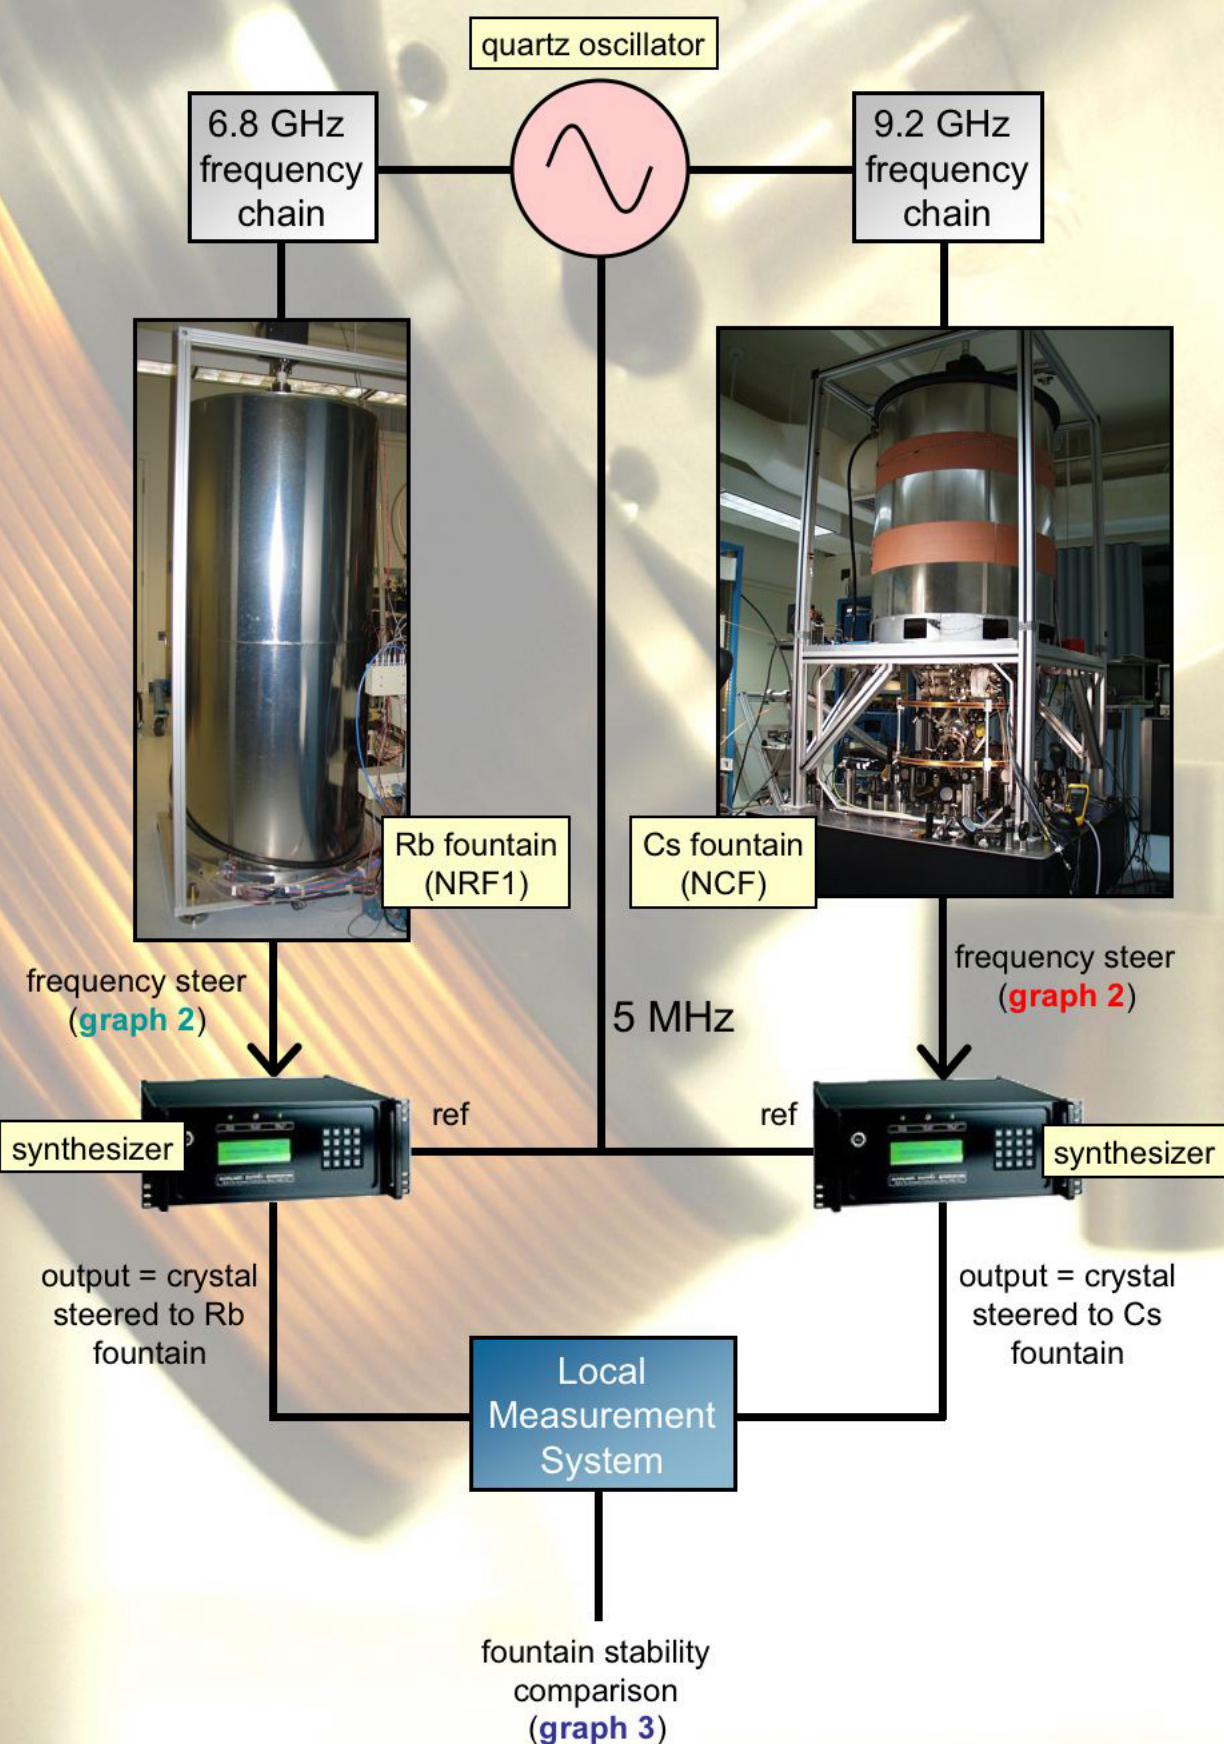 quartz oscillator
6.8 GHz
frequency
chain
9.2 GHz
frequency
chain
Rb fountain
(NRF1)
Cs fountain
(NCF)
frequency steer
(graph 2)
frequency steer
(graph 2)
5 MHz
ref
ref
synthesizer
synthesizer
output = crystal
steered to Rb
fountain
output = crystal
steered to Cs
fountain
Local
Measurement
System
fountain stability
comparison
(graph 3)